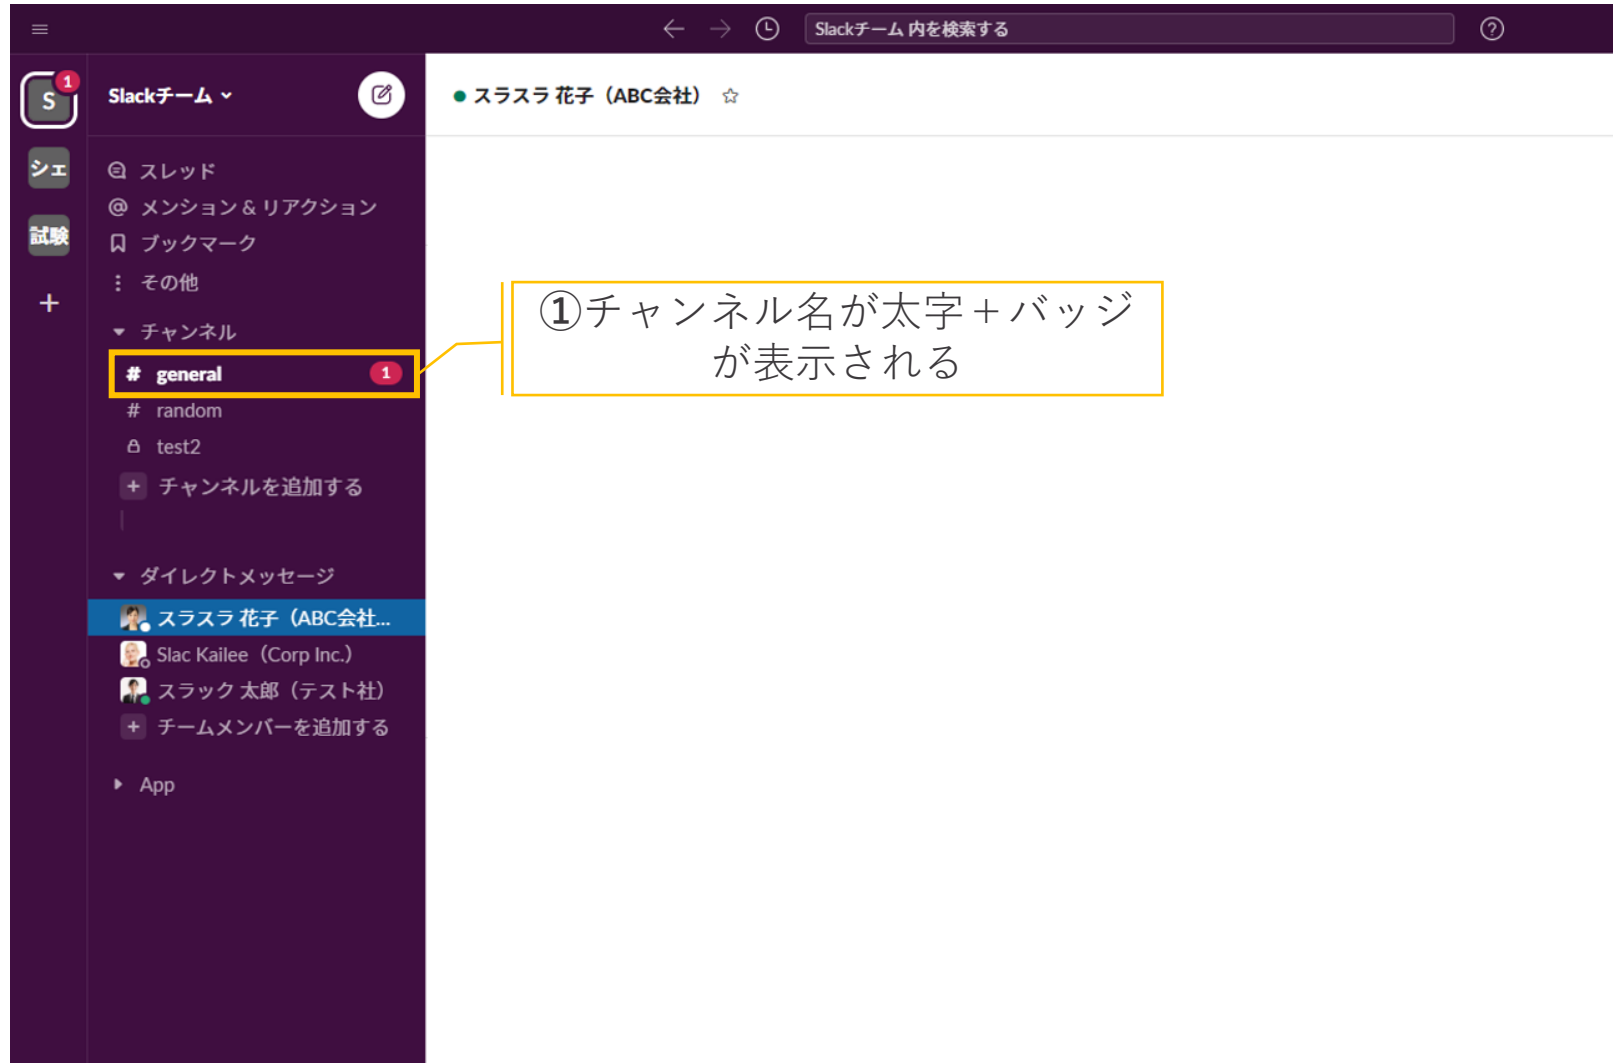 Slackチーム 内を検索する
S
1
シェ
試験
+
Slackチーム
スレッド
@ メンション & リアクション
ブックマーク
その他
チャンネル
# general 1
# random
test2
+ チャンネルを追加する
ダイレクトメッセージ
スラスラ 花子（ABC会社...
Slac Kailee（Corp Inc.）
スラック 太郎（テスト社）
+ チームメンバーを追加する
App
スラスラ 花子（ABC会社） ☆
①チャンネル名が太字＋バッジ
が表示される